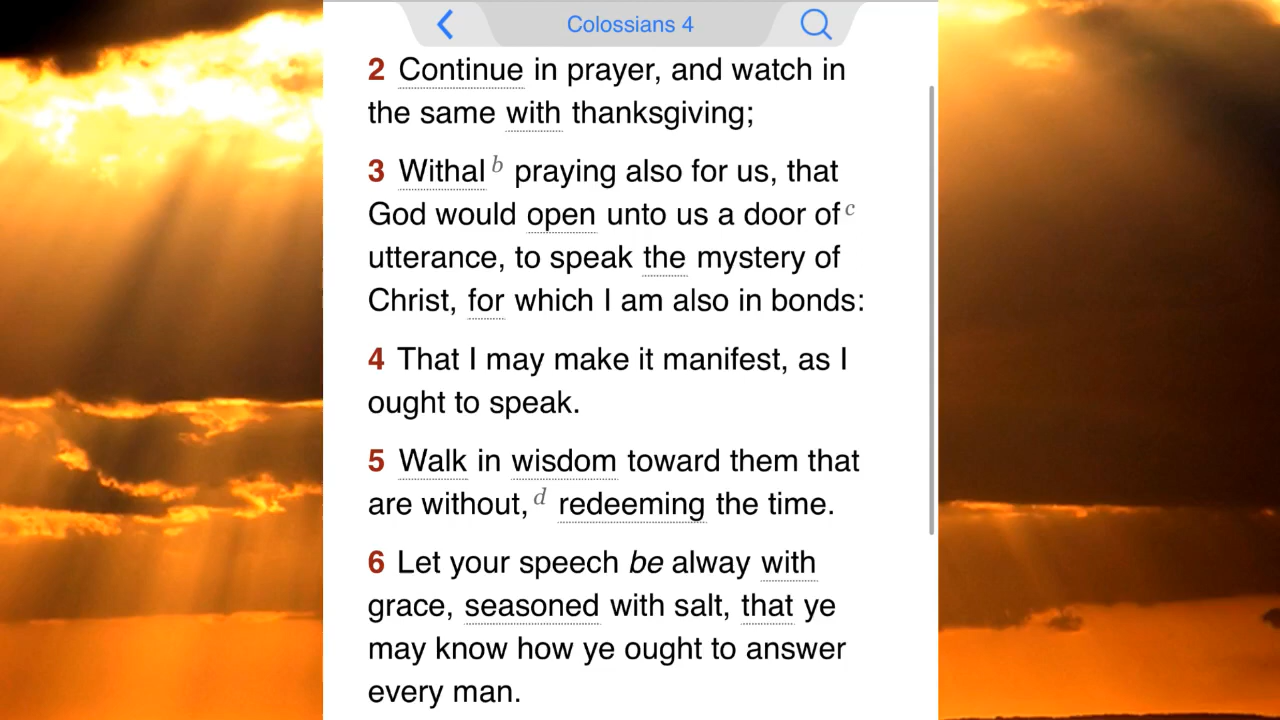 Colossians 4
2 Continue in prayer, and watch in
the same with thanksgiving;
3 Withal b praying also for us, that
God would open unto us a door of c
utterance, to speak the mystery of
Christ, for which I am also in bonds:
4 That I may make it manifest, as I
ought to speak.
5 Walk in wisdom toward them that
are without, d redeeming the time.
6 Let your speech be alway with
grace, seasoned with salt, that ye
may know how ye ought to answer
every man.